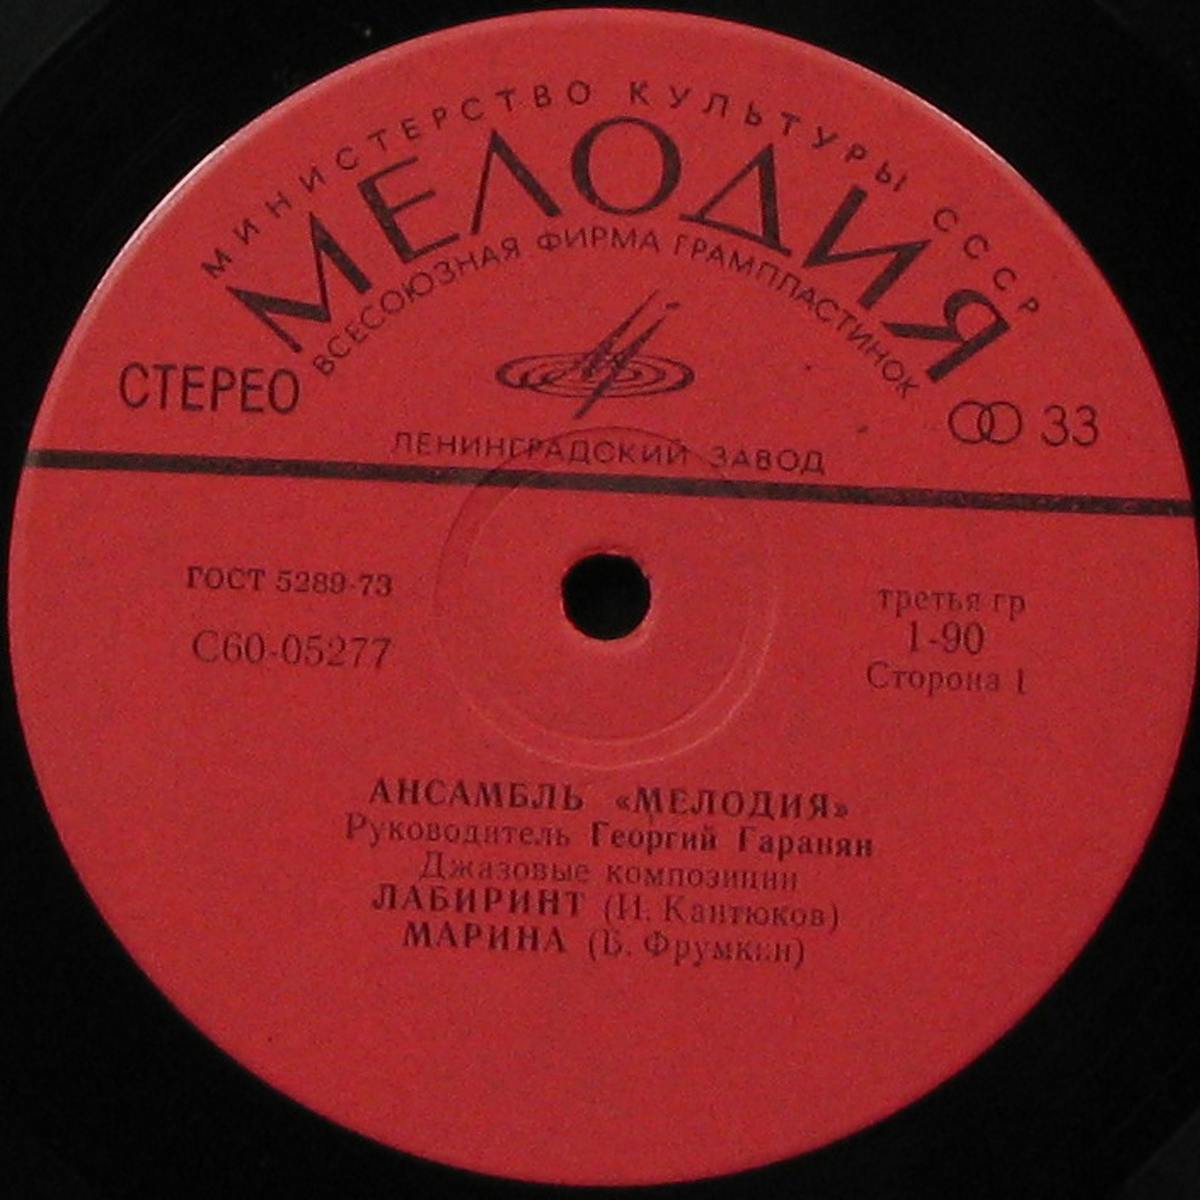 МИНИСТЕРСТВО КУЛЬТУРЫ СССР
МЕЛОДИЯ
ВСЕСОЮЗНАЯ ФИРМА ГРАМПЛАСТИНОК
СТЕРЕО
33
ЛЕНИНГРАДСКИЙ ЗАВОД
ГОСТ 5289-73
С60-05277
третья гр
1-90
Сторона 1
АНСАМБЛЬ «МЕЛОДИЯ»
Руководитель Георгий Гаранян
Джазовые композиции
ЛАБИРИНТ (И. Кантюков)
МАРИНА (Б. Фрумкин)